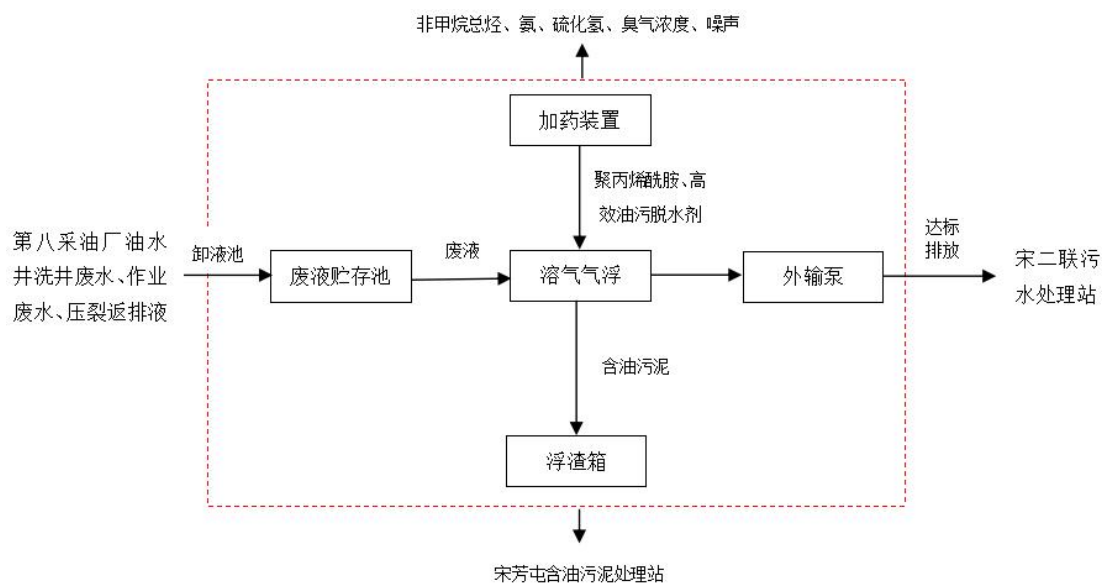 非甲烷总烃、氨、硫化氢、臭气浓度、噪声
加药装置
聚丙烯酰胺、高
效油污脱水剂
第八采油厂油水
井洗井废水、作业
废水、压裂返排液
卸液池
废液贮存池
废液
溶气气浮
外输泵
达标
排放
宋二联污
水处理站
含油污泥
浮渣箱
宋芳屯含油污泥处理站